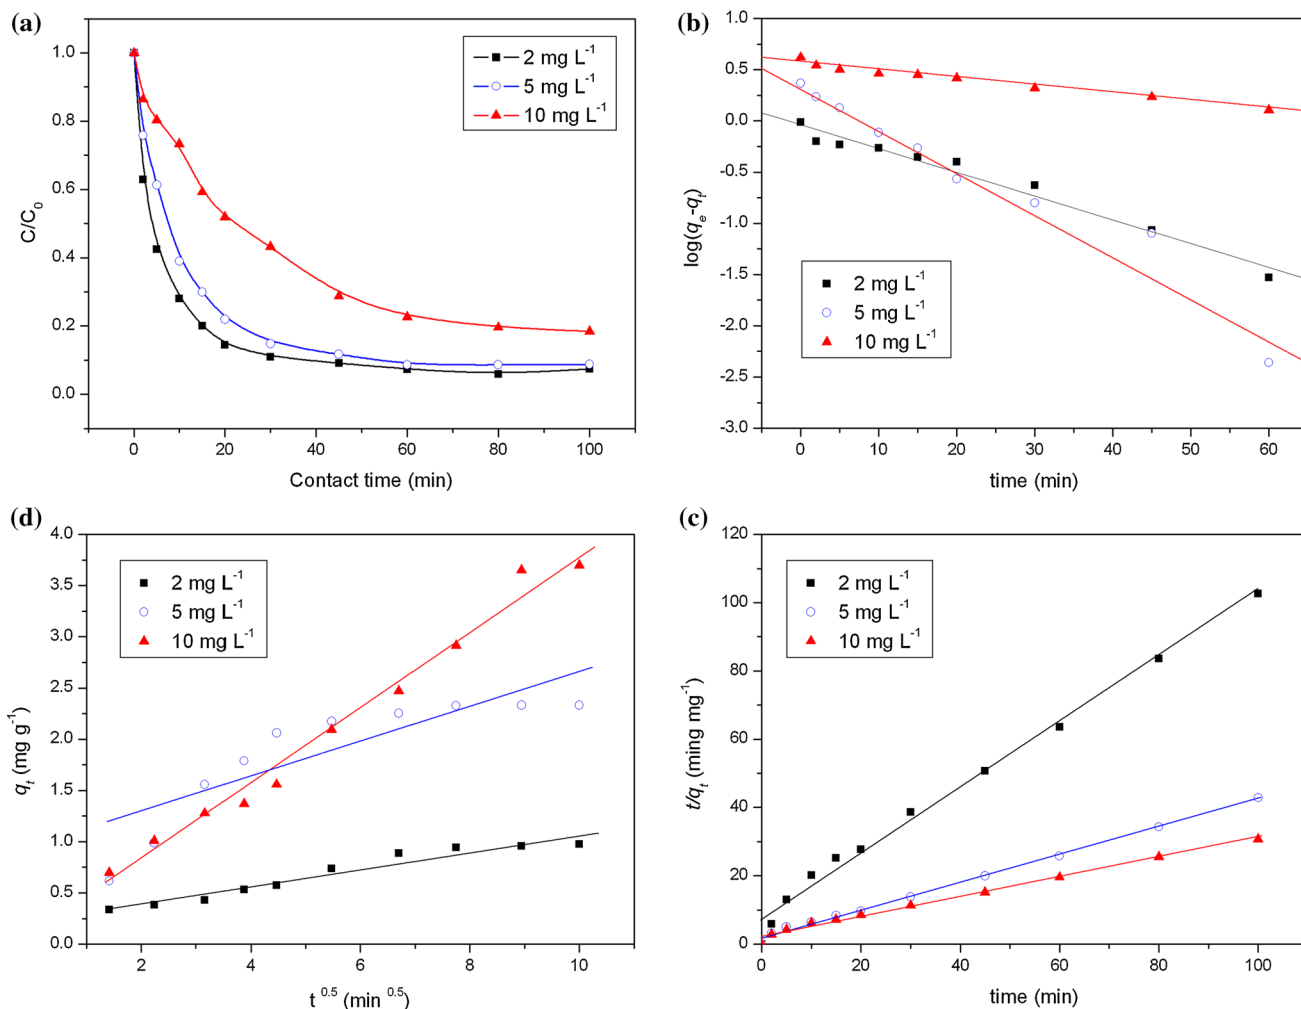 (a)
1.0
0.8
0.6
0.4
0.2
0.0
C/C₀
0 20 40 60 80 100
Contact time (min)
2 mg L⁻¹
5 mg L⁻¹
10 mg L⁻¹
(b)
1.0
0.5
0.0
-0.5
-1.0
-1.5
-2.0
-2.5
-3.0
log(qₑ-qₜ)
0 10 20 30 40 50 60
time (min)
2 mg L⁻¹
5 mg L⁻¹
10 mg L⁻¹
(d)
4.0
3.5
3.0
2.5
2.0
1.5
1.0
0.5
0.0
qₜ (mg g⁻¹)
2 4 6 8 10
t ⁰·⁵ (min ⁰·⁵)
2 mg L⁻¹
5 mg L⁻¹
10 mg L⁻¹
(c)
120
100
80
60
40
20
0
t/qₜ (ming mg⁻¹)
0 20 40 60 80 100
time (min)
2 mg L⁻¹
5 mg L⁻¹
10 mg L⁻¹